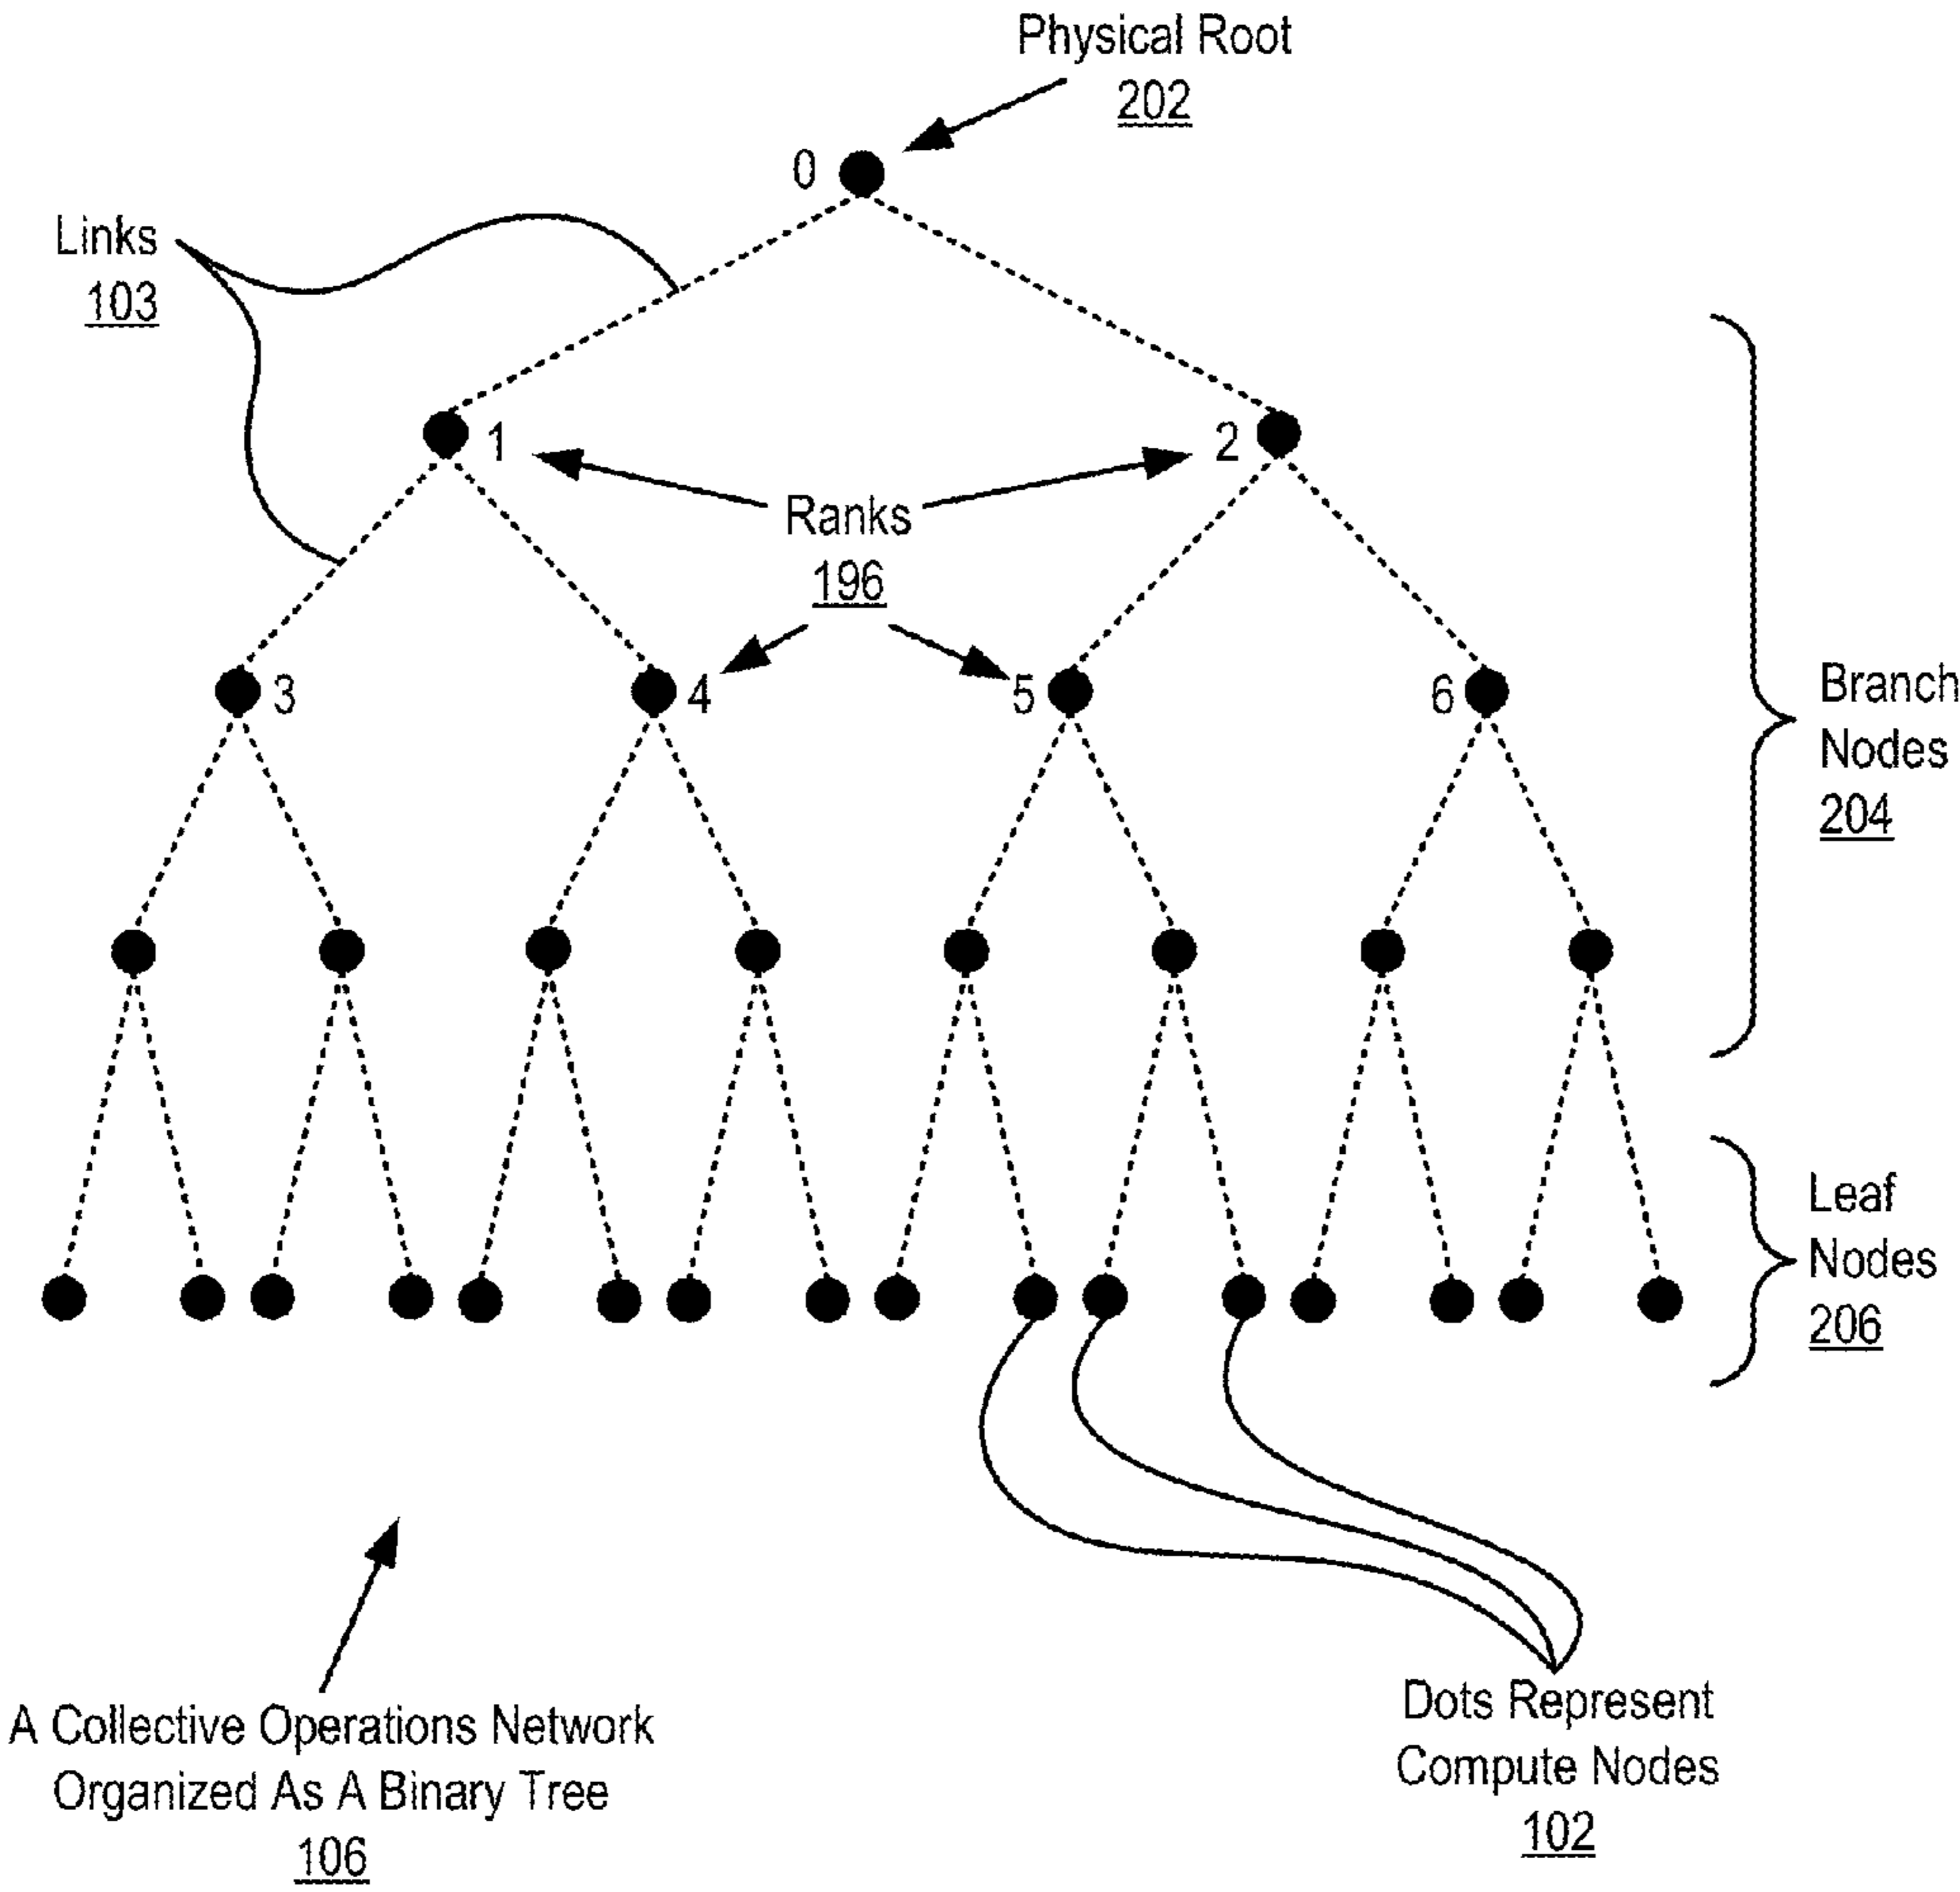 Physical Root
202
0
Links
103
1
2
Ranks
196
3
4
5
6
Branch
Nodes
204
Leaf
Nodes
206
A Collective Operations Network
Organized As A Binary Tree
106
Dots Represent
Compute Nodes
102